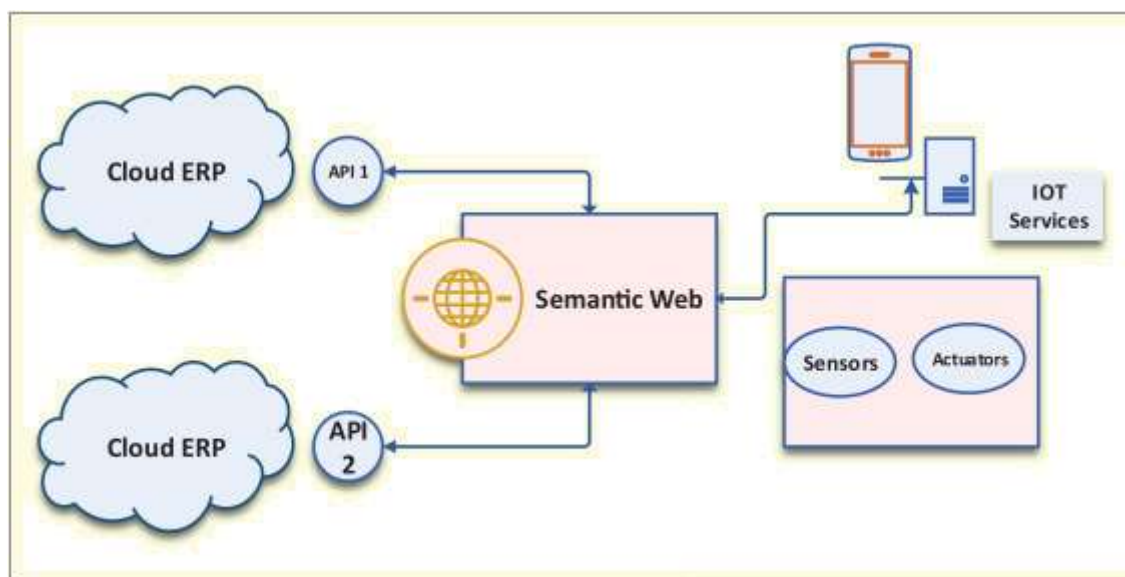 Cloud ERP
API 1
IOT
Services
Semantic Web
Sensors
Actuators
Cloud ERP
API
2